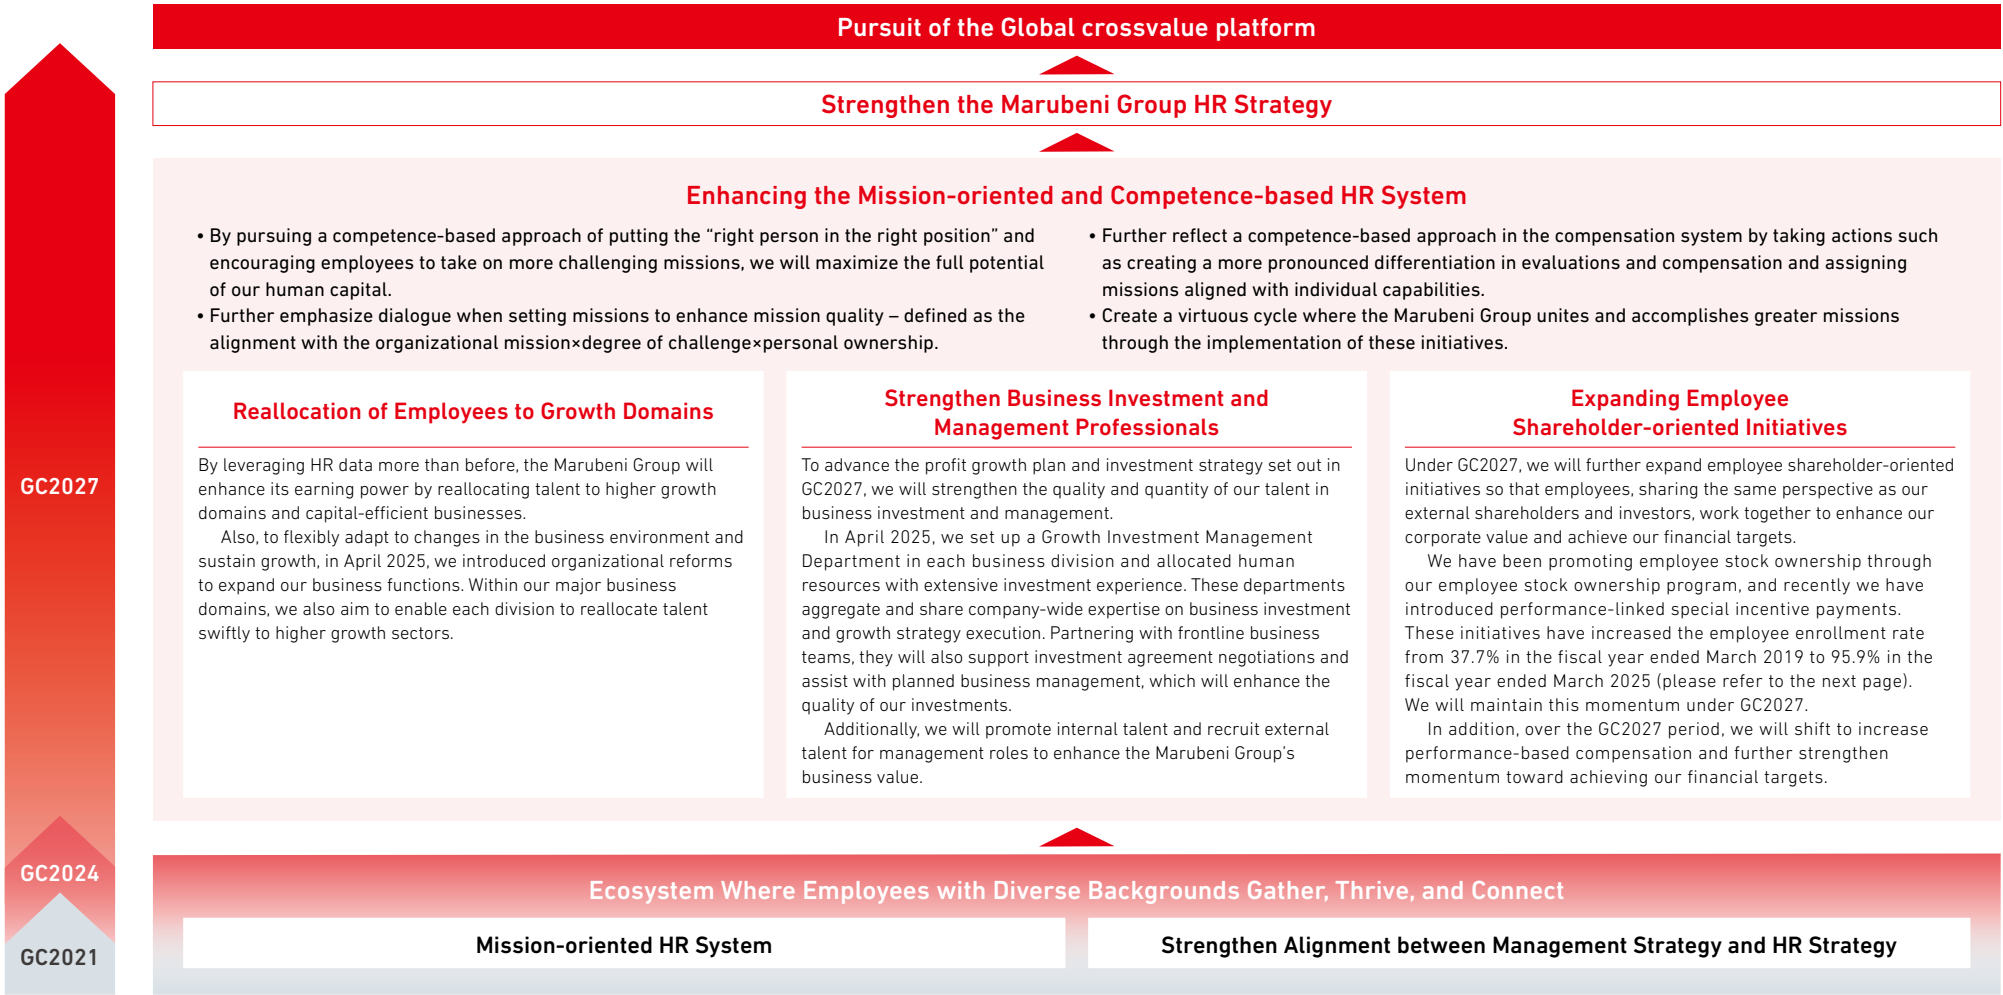 Pursuit of the Global crossvalue platform
Strengthen the Marubeni Group HR Strategy
Enhancing the Mission-oriented and Competence-based HR System
• By pursuing a competence-based approach of putting the “right person in the right position” and
encouraging employees to take on more challenging missions, we will maximize the full potential
of our human capital.
• Further emphasize dialogue when setting missions to enhance mission quality – defined as the
alignment with the organizational mission×degree of challenge×personal ownership.
• Further reflect a competence-based approach in the compensation system by taking actions such
as creating a more pronounced differentiation in evaluations and compensation and assigning
missions aligned with individual capabilities.
• Create a virtuous cycle where the Marubeni Group unites and accomplishes greater missions
through the implementation of these initiatives.
Reallocation of Employees to Growth Domains
By leveraging HR data more than before, the Marubeni Group will
enhance its earning power by reallocating talent to higher growth
domains and capital-efficient businesses.
Also, to flexibly adapt to changes in the business environment and
sustain growth, in April 2025, we introduced organizational reforms
to expand our business functions. Within our major business
domains, we also aim to enable each division to reallocate talent
swiftly to higher growth sectors.
Strengthen Business Investment and
Management Professionals
To advance the profit growth plan and investment strategy set out in
GC2027, we will strengthen the quality and quantity of our talent in
business investment and management.
In April 2025, we set up a Growth Investment Management
Department in each business division and allocated human
resources with extensive investment experience. These departments
aggregate and share company-wide expertise on business investment
and growth strategy execution. Partnering with frontline business
teams, they will also support investment agreement negotiations and
assist with planned business management, which will enhance the
quality of our investments.
Additionally, we will promote internal talent and recruit external
talent for management roles to enhance the Marubeni Group’s
business value.
Expanding Employee
Shareholder-oriented Initiatives
Under GC2027, we will further expand employee shareholder-oriented
initiatives so that employees, sharing the same perspective as our
external shareholders and investors, work together to enhance our
corporate value and achieve our financial targets.
We have been promoting employee stock ownership through
our employee stock ownership program, and recently we have
introduced performance-linked special incentive payments.
These initiatives have increased the employee enrollment rate
from 37.7% in the fiscal year ended March 2019 to 95.9% in the
fiscal year ended March 2025 (please refer to the next page).
We will maintain this momentum under GC2027.
In addition, over the GC2027 period, we will shift to increase
performance-based compensation and further strengthen
momentum toward achieving our financial targets.
GC2027
GC2024
GC2021
Ecosystem Where Employees with Diverse Backgrounds Gather, Thrive, and Connect
Mission-oriented HR System
Strengthen Alignment between Management Strategy and HR Strategy